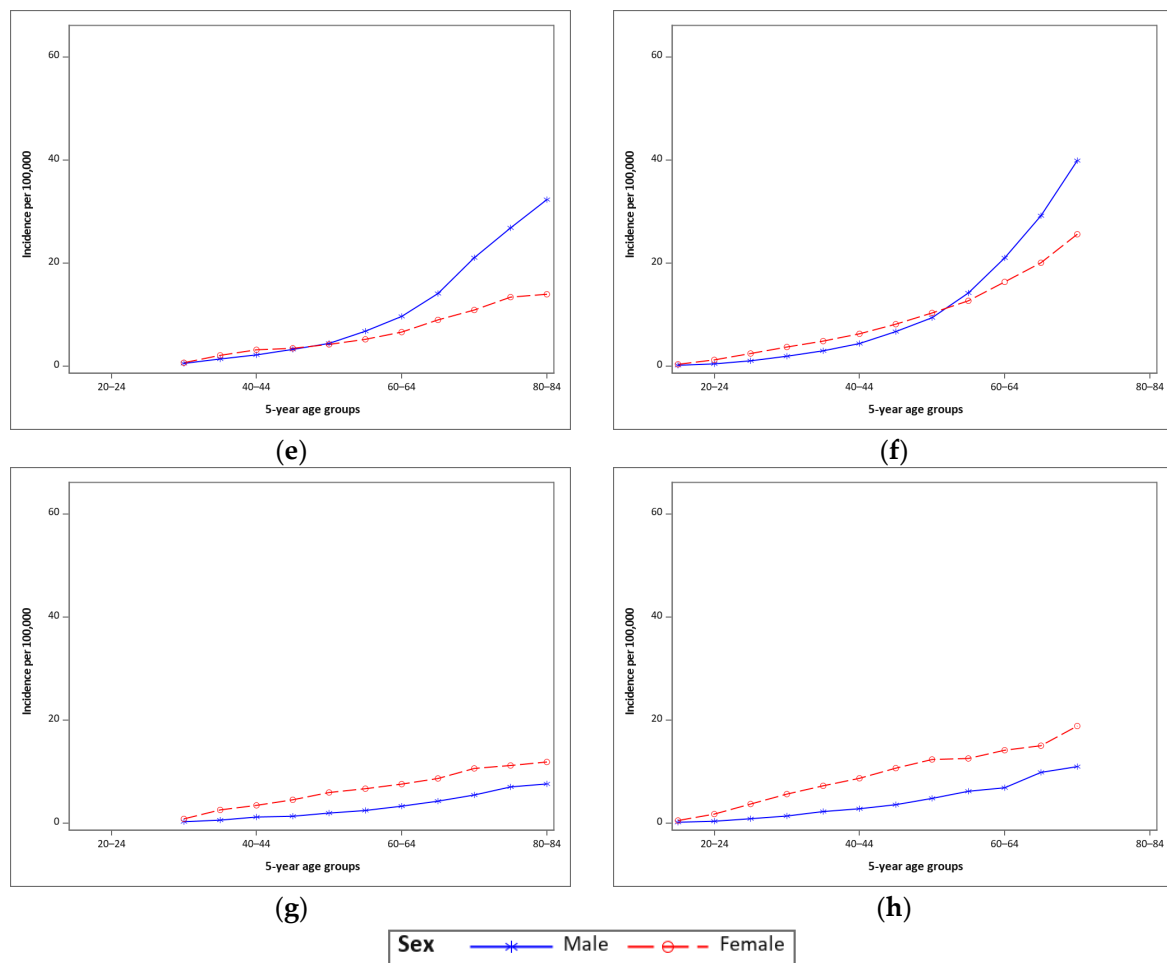 60
40
20
0
Incidence per 100,000
20–24
40–44
60–64
80–84
5-year age groups
(e)
60
40
20
0
Incidence per 100,000
20–24
40–44
60–64
80–84
5-year age groups
(f)
60
40
20
0
Incidence per 100,000
20–24
40–44
60–64
80–84
5-year age groups
(g)
60
40
20
0
Incidence per 100,000
20–24
40–44
60–64
80–84
5-year age groups
(h)
Sex Male Female